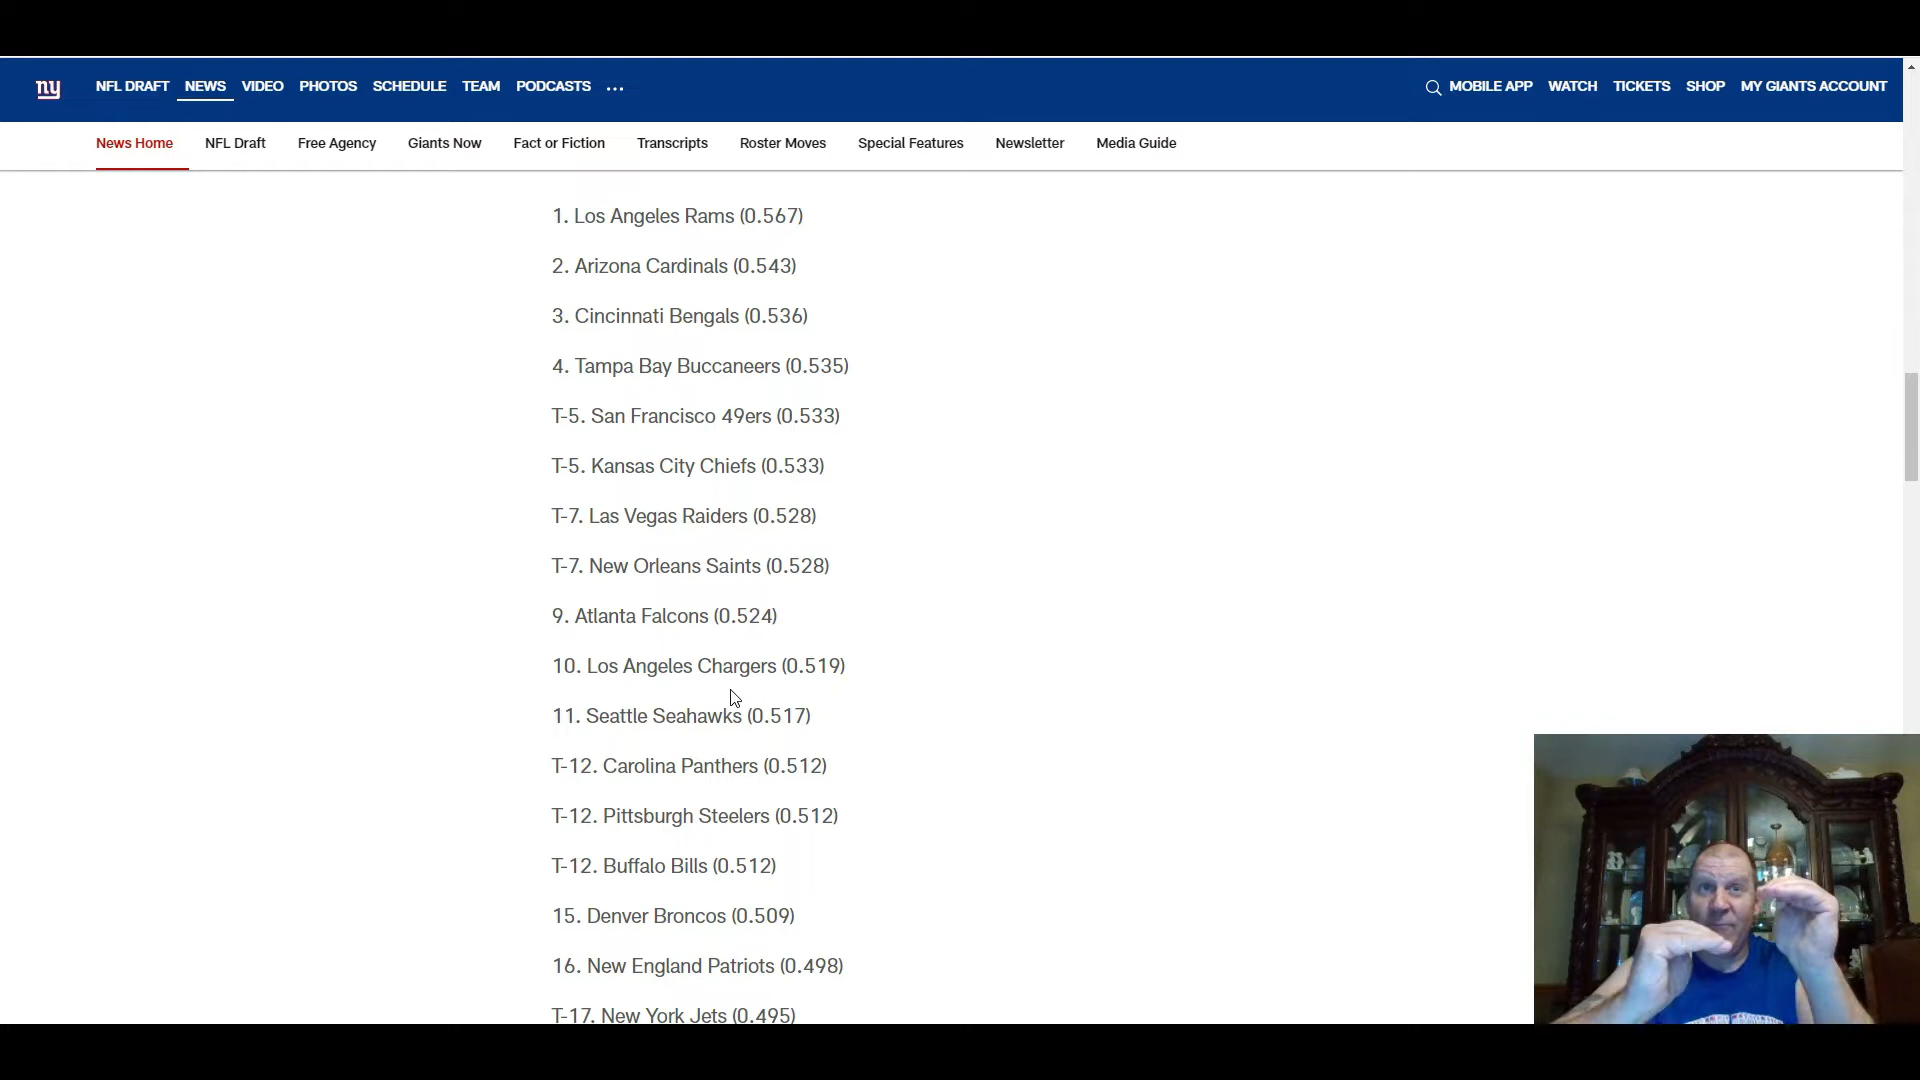 ny NFL DRAFT NEWS VIDEO PHOTOS SCHEDULE TEAM PODCASTS ... MOBILE APP WATCH TICKETS SHOP MY GIANTS ACCOUNT
News Home NFL Draft Free Agency Giants Now Fact or Fiction Transcripts Roster Moves Special Features Newsletter Media Guide
1. Los Angeles Rams (0.567)
2. Arizona Cardinals (0.543)
3. Cincinnati Bengals (0.536)
4. Tampa Bay Buccaneers (0.535)
T-5. San Francisco 49ers (0.533)
T-5. Kansas City Chiefs (0.533)
T-7. Las Vegas Raiders (0.528)
T-7. New Orleans Saints (0.528)
9. Atlanta Falcons (0.524)
10. Los Angeles Chargers (0.519)
11. Seattle Seahawks (0.517)
T-12. Carolina Panthers (0.512)
T-12. Pittsburgh Steelers (0.512)
T-12. Buffalo Bills (0.512)
15. Denver Broncos (0.509)
16. New England Patriots (0.498)
T-17. New York Jets (0.495)